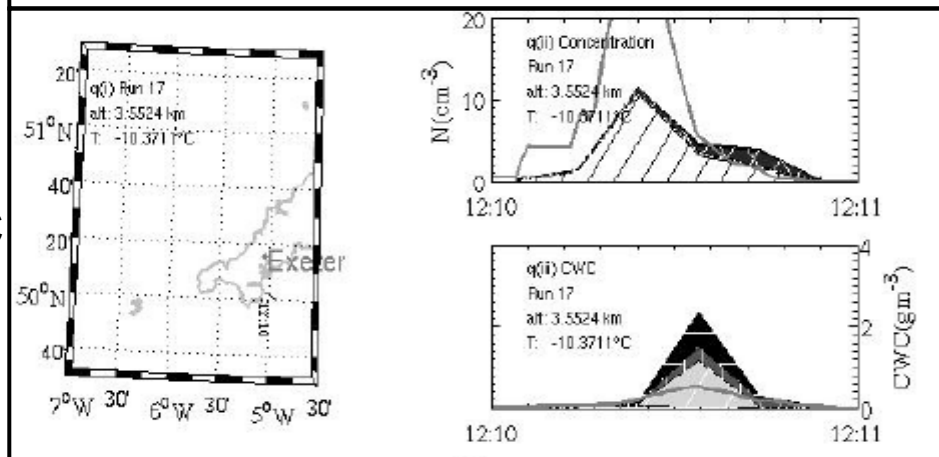 q(i) Run 17
alt: 3.5524 km
T: -10.3711°C
20'
51°N
40'
20'
50°N
40'
7°W 30' 6°W 30' 5°W 30'
Exeter
12:10
q(ii) Concentration
Run 17
alt: 3.5524 km
T: -10.3711°C
N(cm⁻³)
20
10
0
12:10 12:11
q(iii) CWC
Run 17
alt: 3.5524 km
T: -10.3711°C
CWC(gm⁻³)
4
2
0
12:10 12:11